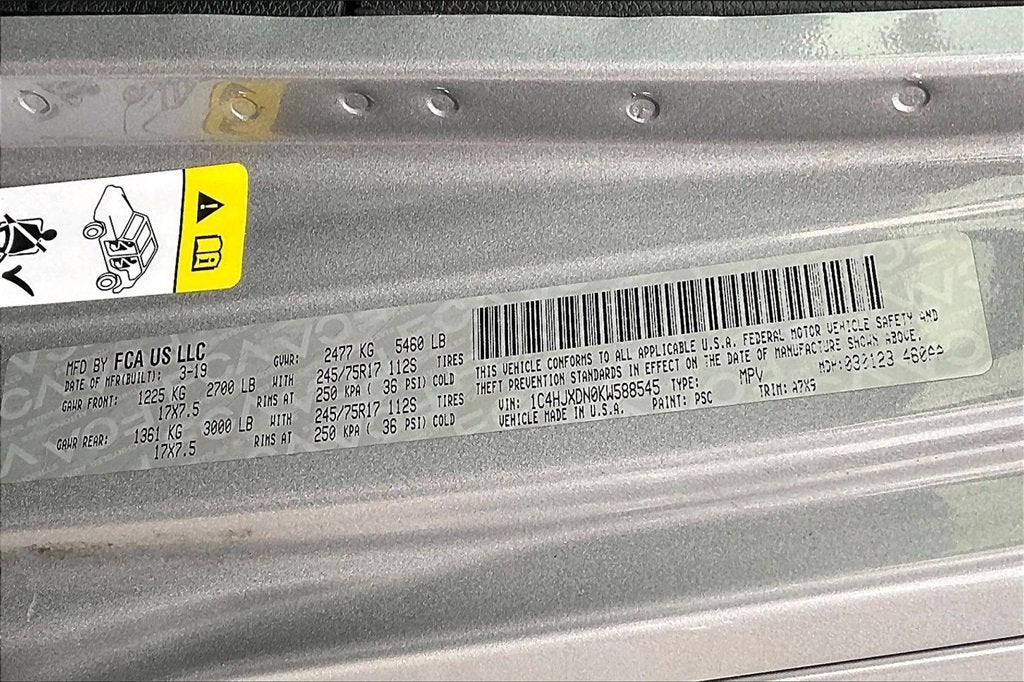 MFD BY FCA US LLC
DATE OF MFR(BUILT): 3-19
GVWR: 2477 KG 5460 LB
GAWR FRONT: 1225 KG 2700 LB WITH 245/75R17 112S TIRES
17X7.5 RIMS AT 250 KPA ( 36 PSI) COLD
GAWR REAR: 1361 KG 3000 LB WITH 245/75R17 112S TIRES
17X7.5 RIMS AT 250 KPA ( 36 PSI) COLD
THIS VEHICLE CONFORMS TO ALL APPLICABLE U.S.A. FEDERAL MOTOR VEHICLE SAFETY AND
THEFT PREVENTION STANDARDS IN EFFECT ON THE DATE OF MANUFACTURE SHOWN ABOVE.
VIN: 1C4HJXDN0KW588545 TYPE: MPV
VEHICLE MADE IN U.S.A. PAINT: PSC TRIM: A7X9